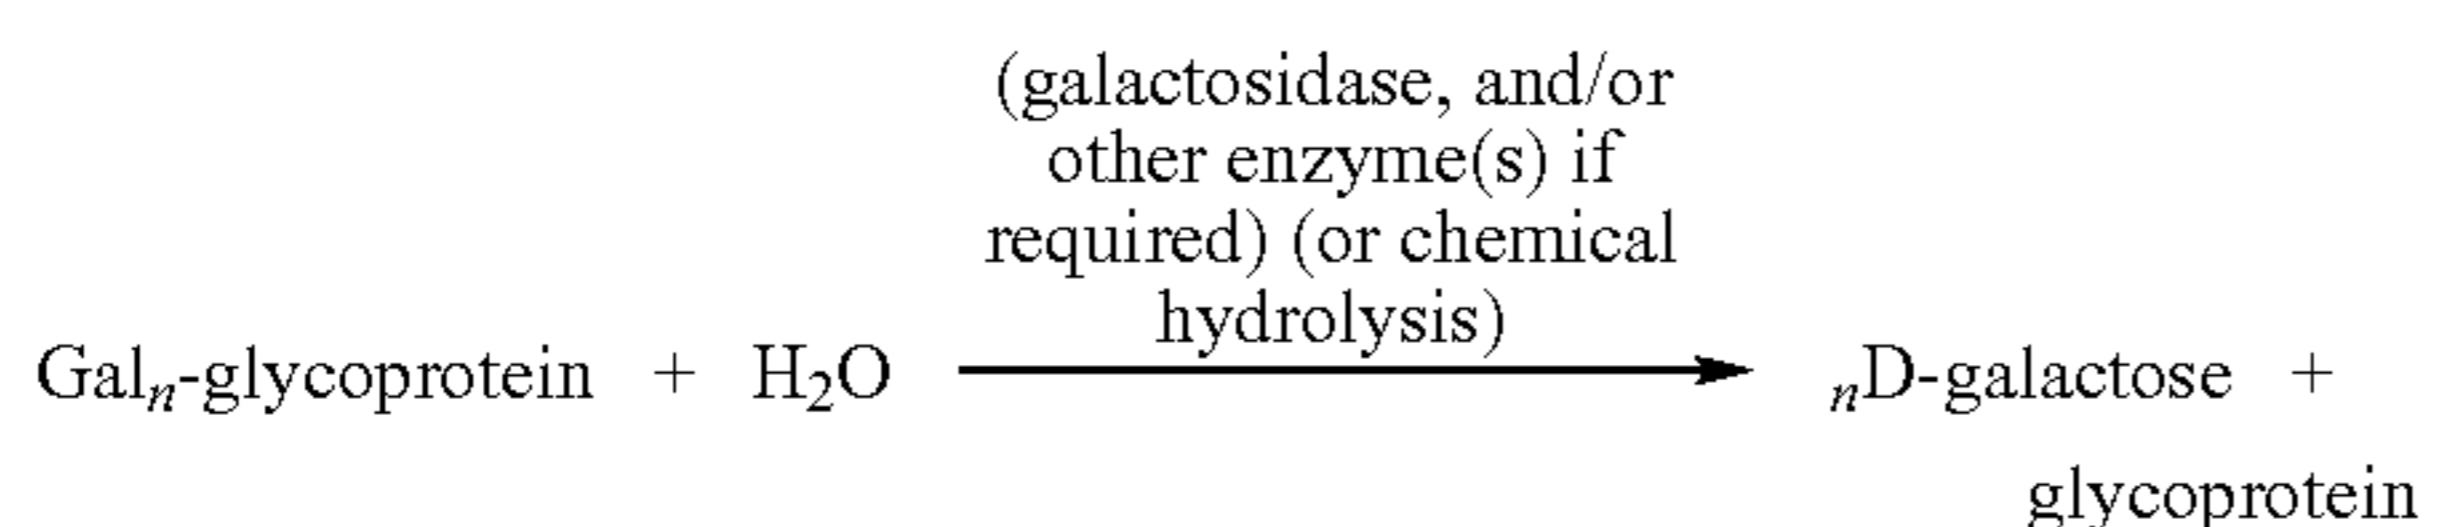 (galactosidase, and/or
other enzyme(s) if
required) (or chemical
hydrolysis)
Galₙ-glycoprotein + H₂O ⟶ ₙD-galactose +
glycoprotein